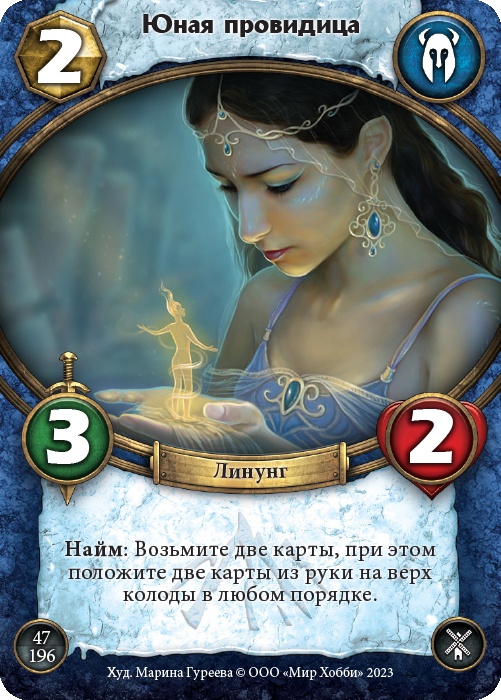 Юная провидица
2
3
2
Линунг
Найм: Возьмите две карты, при этом
положите две карты из руки на верх
колоды в любом порядке.
47
196
Худ. Марина Гуреева © ООО «Мир Хобби» 2023